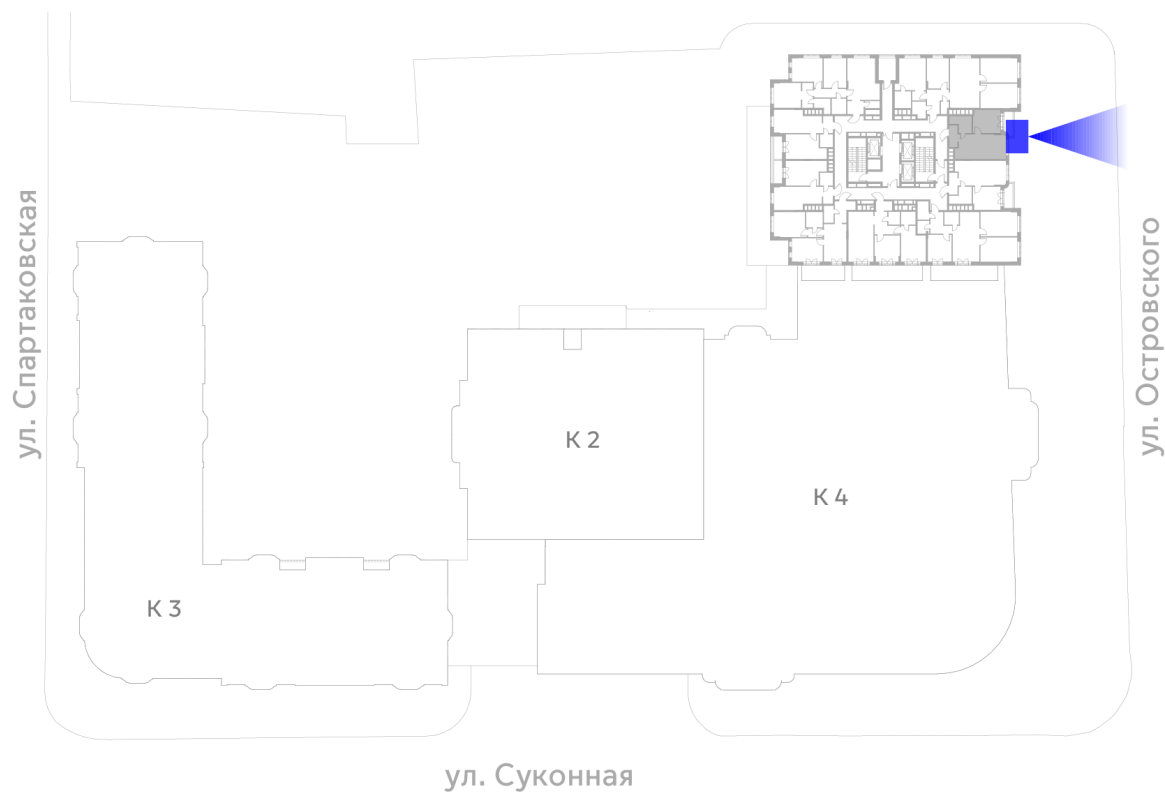 ул. Спартаковская
ул. Островского
К 2
К 4
К 3
ул. Суконная